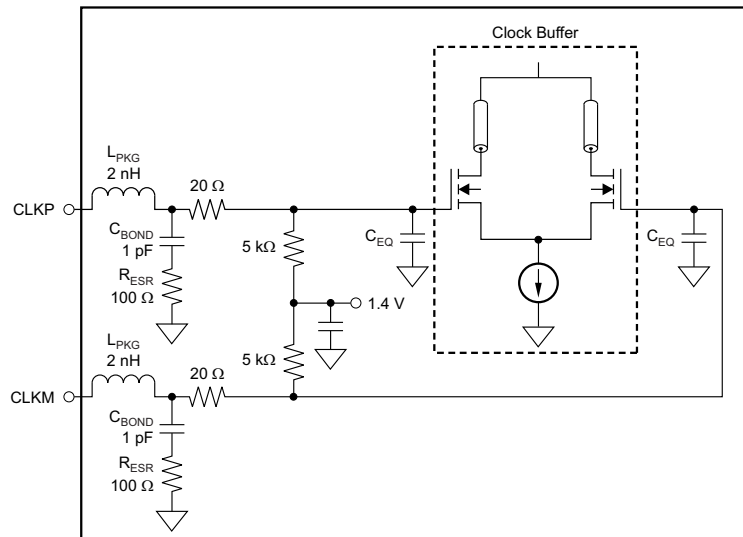 Clock Buffer
L_PKG
2 nH
20 Ω
CLKP
C_BOND
1 pF
5 kΩ
C_EQ
C_EQ
R_ESR
100 Ω
1.4 V
L_PKG
2 nH
5 kΩ
20 Ω
CLKM
C_BOND
1 pF
R_ESR
100 Ω